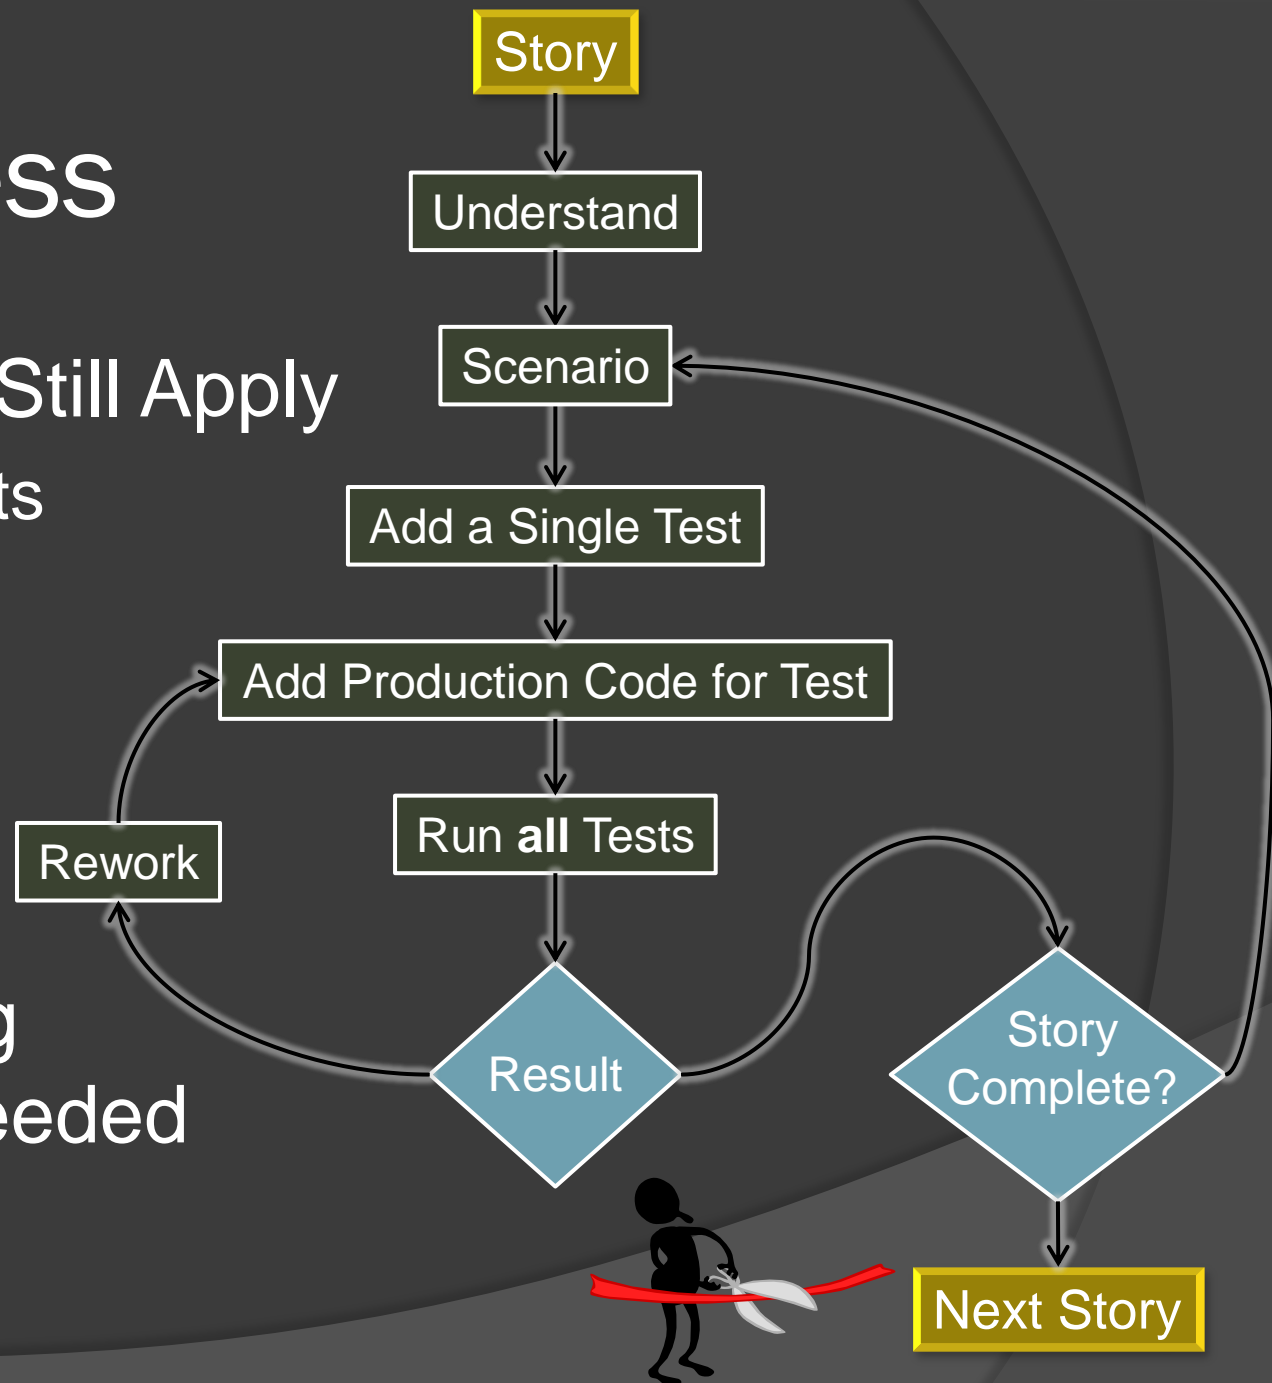 Story
ess
Understand
Still Apply
Scenario
ts
Add a Single Test
Add Production Code for Test
Run all Tests
Rework
g
eeded
Result
Story
Complete?
Next Story